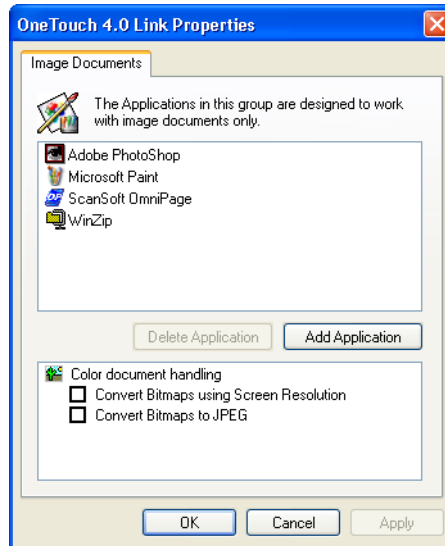 OneTouch 4.0 Link Properties
Image Documents
The Applications in this group are designed to work
with image documents only.
Adobe PhotoShop
Microsoft Paint
ScanSoft OmniPage
WinZip
Delete Application
Add Application
Color document handling
Convert Bitmaps using Screen Resolution
Convert Bitmaps to JPEG
OK
Cancel
Apply